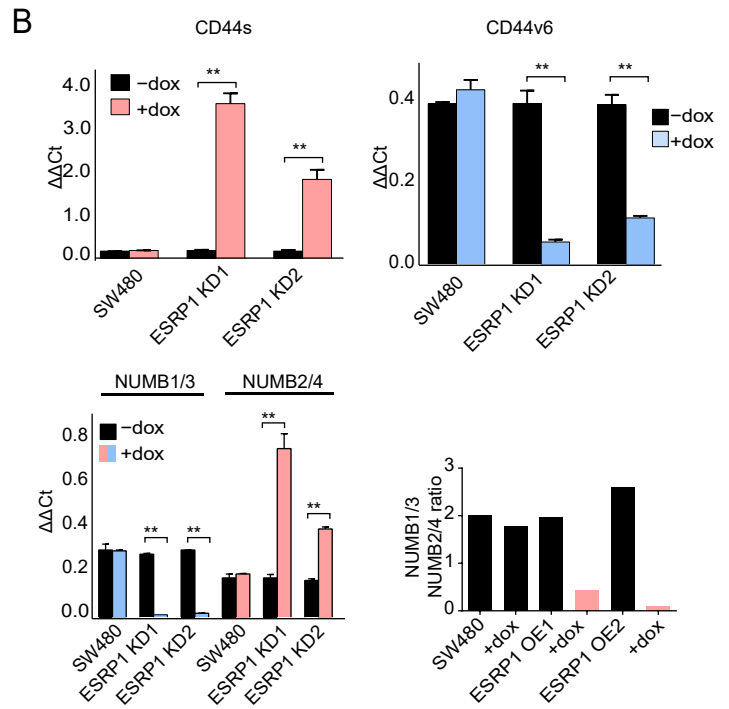 B
CD44s
4.0
3.0
2.0
1.0
0.0
ΔΔCt
−dox
+dox
**
**
SW480
ESRP1 KD1
ESRP1 KD2
CD44v6
0.4
0.2
0.0
ΔΔCt
**
**
−dox
+dox
SW480
ESRP1 KD1
ESRP1 KD2
NUMB1/3
NUMB2/4
0.8
0.6
0.4
0.2
0.0
ΔΔCt
−dox
+dox
**
**
**
**
SW480
ESRP1 KD1
ESRP1 KD2
SW480
ESRP1 KD1
ESRP1 KD2
NUMB1/3
NUMB2/4 ratio
3
2
1
0
SW480
+dox
ESRP1 OE1
+dox
ESRP1 OE2
+dox